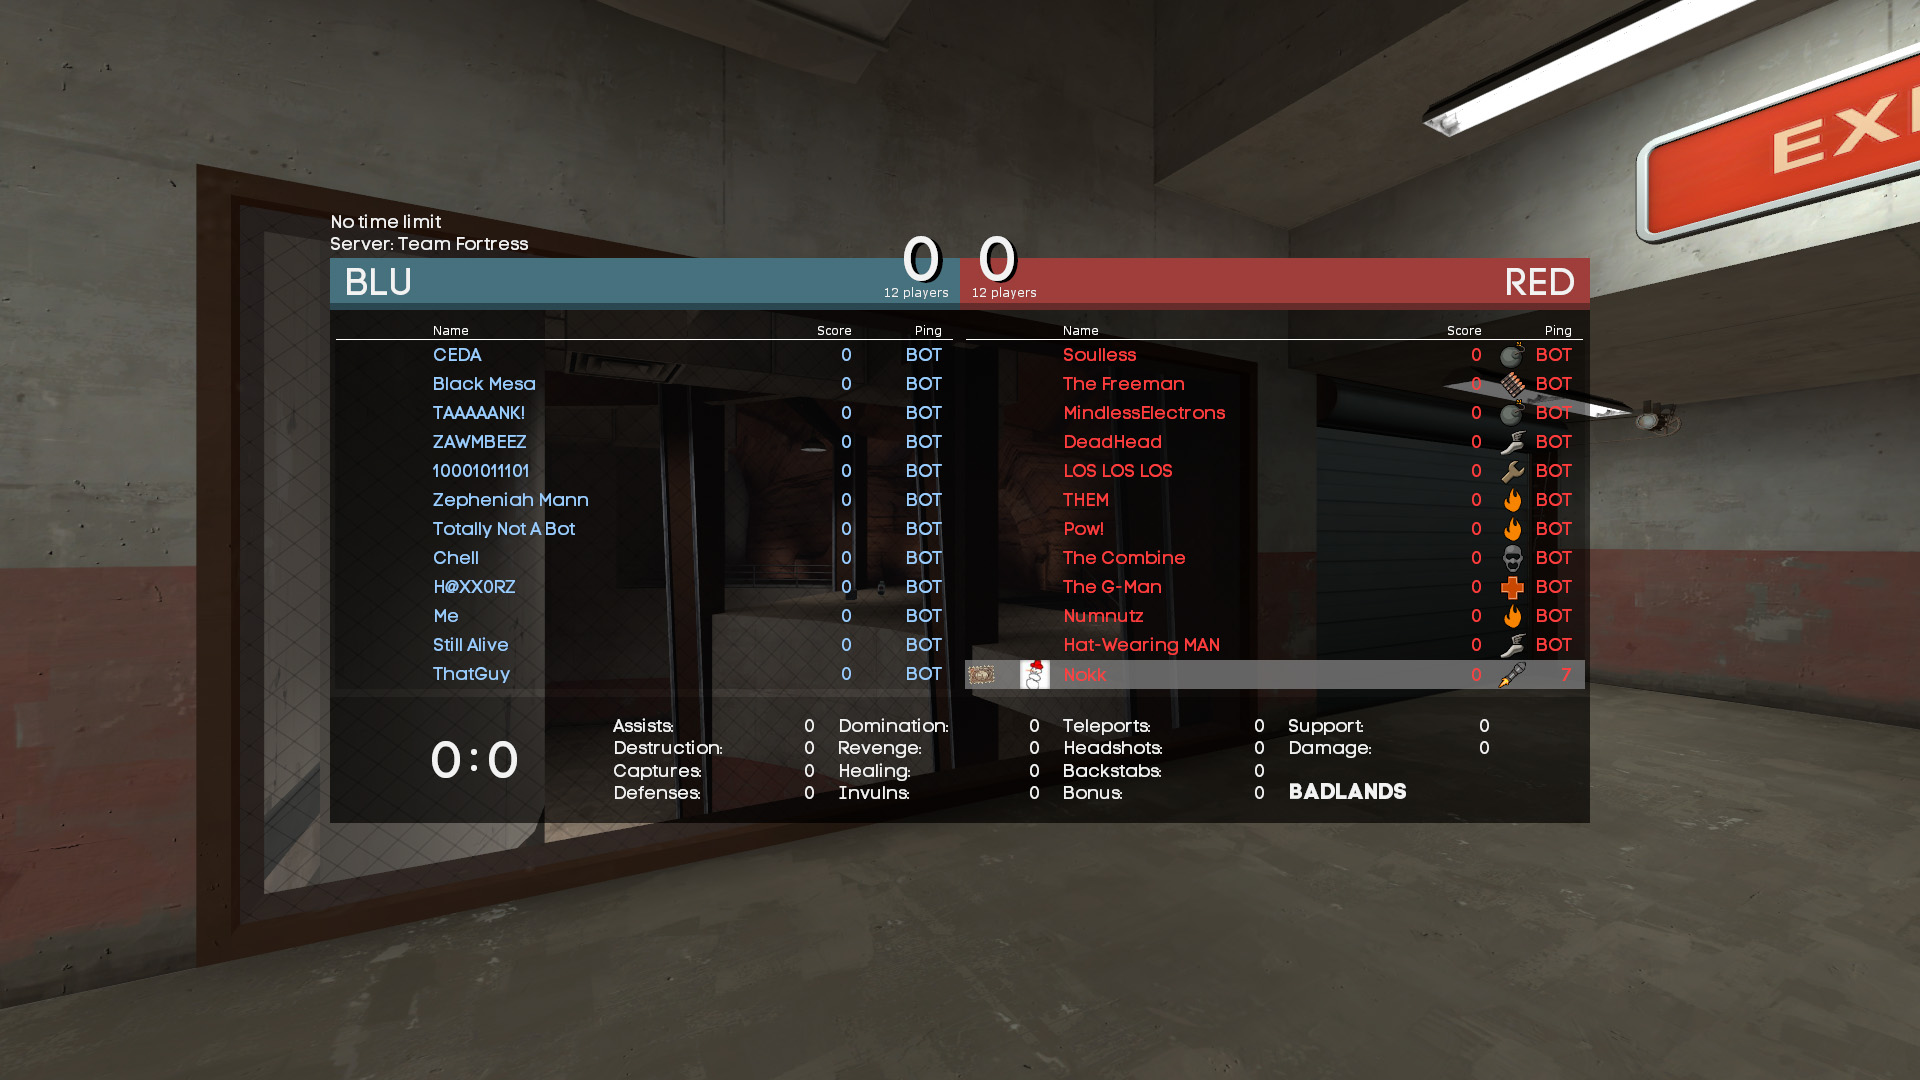 EXI
No time limit
Server: Team Fortress
BLU 0 0 RED
12 players 12 players
Name Score Ping
CEDA 0 BOT
Black Mesa 0 BOT
TAAAAANK! 0 BOT
ZAWMBEEZ 0 BOT
10001011101 0 BOT
Zepheniah Mann 0 BOT
Totally Not A Bot 0 BOT
Chell 0 BOT
H@XX0RZ 0 BOT
Me 0 BOT
Still Alive 0 BOT
ThatGuy 0 BOT
Name Score Ping
Soulless 0 BOT
The Freeman 0 BOT
MindlessElectrons 0 BOT
DeadHead 0 BOT
LOS LOS LOS 0 BOT
THEM 0 BOT
Pow! 0 BOT
The Combine 0 BOT
The G-Man 0 BOT
Numnutz 0 BOT
Hat-Wearing MAN 0 BOT
Nokk 0 7
0:0
Assists: 0 Domination: 0 Teleports: 0 Support: 0
Destruction: 0 Revenge: 0 Headshots: 0 Damage: 0
Captures: 0 Healing: 0 Backstabs: 0
Defenses: 0 Invulns: 0 Bonus: 0 BADLANDS